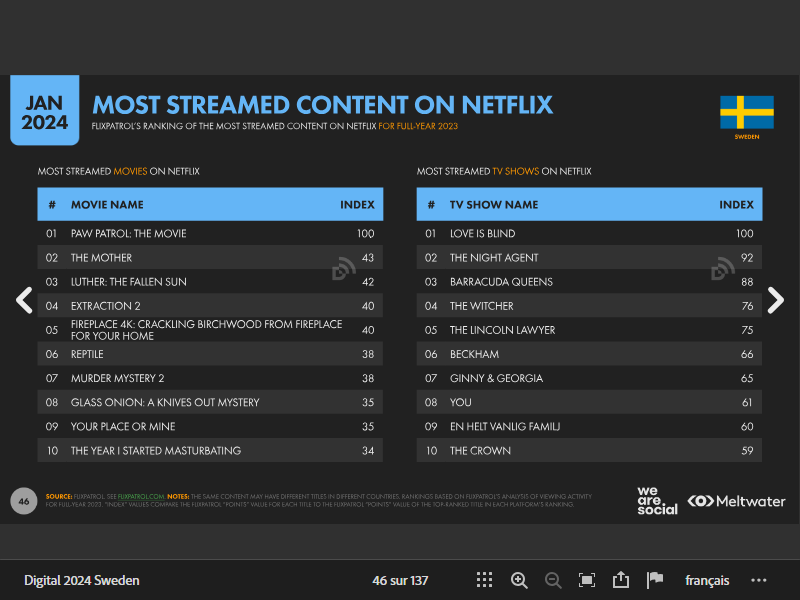 JAN
2024
MOST STREAMED CONTENT ON NETFLIX
FLIXPATROL'S RANKING OF THE MOST STREAMED CONTENT ON NETFLIX FOR FULL-YEAR 2023
SWEDEN
MOST STREAMED MOVIES ON NETFLIX
# MOVIE NAME INDEX
01 PAW PATROL: THE MOVIE 100
02 THE MOTHER 43
03 LUTHER: THE FALLEN SUN 42
04 EXTRACTION 2 40
05 FIREPLACE 4K: CRACKLING BIRCHWOOD FROM FIREPLACE
FOR YOUR HOME 40
06 REPTILE 38
07 MURDER MYSTERY 2 38
08 GLASS ONION: A KNIVES OUT MYSTERY 35
09 YOUR PLACE OR MINE 35
10 THE YEAR I STARTED MASTURBATING 34
MOST STREAMED TV SHOWS ON NETFLIX
# TV SHOW NAME INDEX
01 LOVE IS BLIND 100
02 THE NIGHT AGENT 92
03 BARRACUDA QUEENS 88
04 THE WITCHER 76
05 THE LINCOLN LAWYER 75
06 BECKHAM 66
07 GINNY & GEORGIA 65
08 YOU 61
09 EN HELT VANLIG FAMILJ 60
10 THE CROWN 59
46
SOURCE: FLIXPATROL. SEE FLIXPATROL.COM. NOTES: THE SAME CONTENT MAY HAVE DIFFERENT TITLES IN DIFFERENT COUNTRIES. RANKINGS BASED ON FLIXPATROL'S ANALYSIS OF VIEWING ACTIVITY
FOR FULL-YEAR 2023. "INDEX" VALUES COMPARE THE FLIXPATROL "POINTS" VALUE FOR EACH TITLE TO THE FLIXPATROL "POINTS" VALUE OF THE TOP-RANKED TITLE IN EACH PLATFORM'S RANKING.
we
are
social
Meltwater
Digital 2024 Sweden
46 sur 137
français